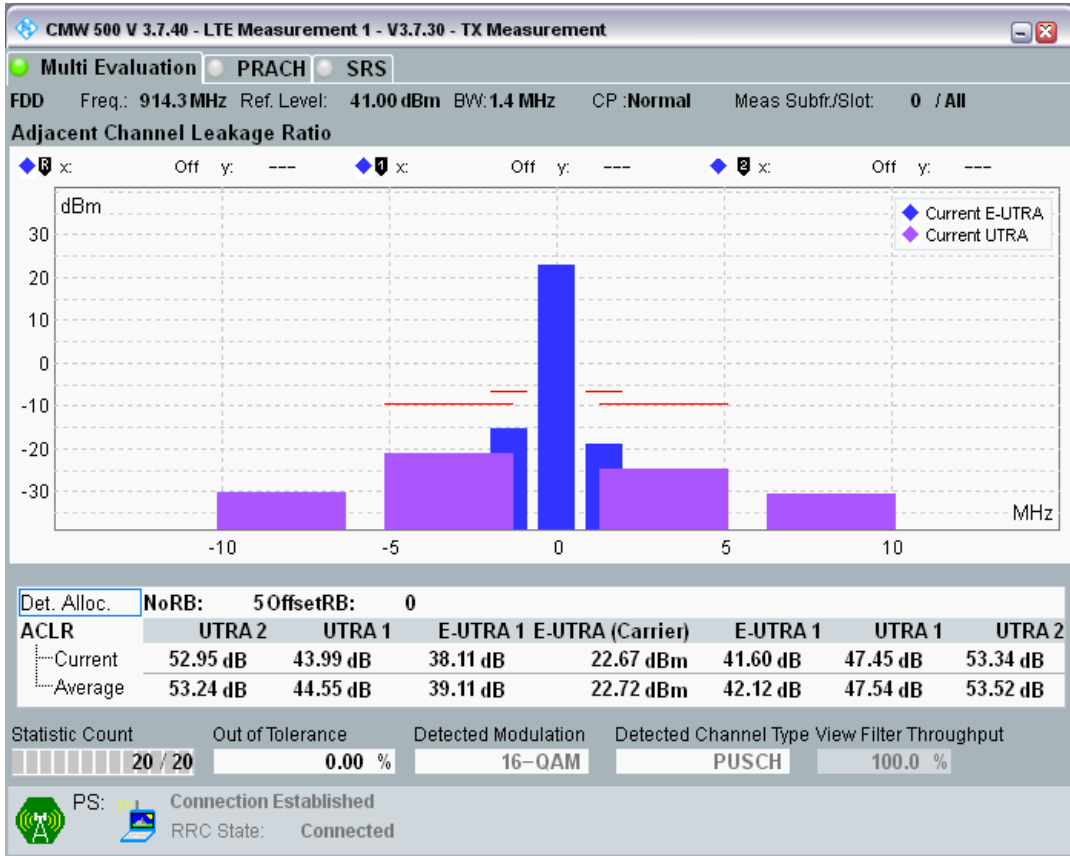 CMW 500 V 3.7.40 - LTE Measurement 1 - V3.7.30 - TX Measurement
Multi Evaluation PRACH SRS
FDD Freq.: 914.3 MHz Ref. Level: 41.00 dBm BW: 1.4 MHz CP :Normal Meas Subfr./Slot: 0 / All
Adjacent Channel Leakage Ratio
R x: Off y: --- 1 x: Off y: --- 2 x: Off y: ---
dBm
Current E-UTRA
Current UTRA
30
20
10
0
-10
-20
-30
MHz
-10 -5 0 5 10
Det. Alloc. NoRB: 5 OffsetRB: 0
ACLR UTRA 2 UTRA 1 E-UTRA 1 E-UTRA (Carrier) E-UTRA 1 UTRA 1 UTRA 2
Current 52.95 dB 43.99 dB 38.11 dB 22.67 dBm 41.60 dB 47.45 dB 53.34 dB
Average 53.24 dB 44.55 dB 39.11 dB 22.72 dBm 42.12 dB 47.54 dB 53.52 dB
Statistic Count Out of Tolerance Detected Modulation Detected Channel Type View Filter Throughput
20 / 20 0.00 % 16-QAM PUSCH 100.0 %
PS: Connection Established
RRC State: Connected